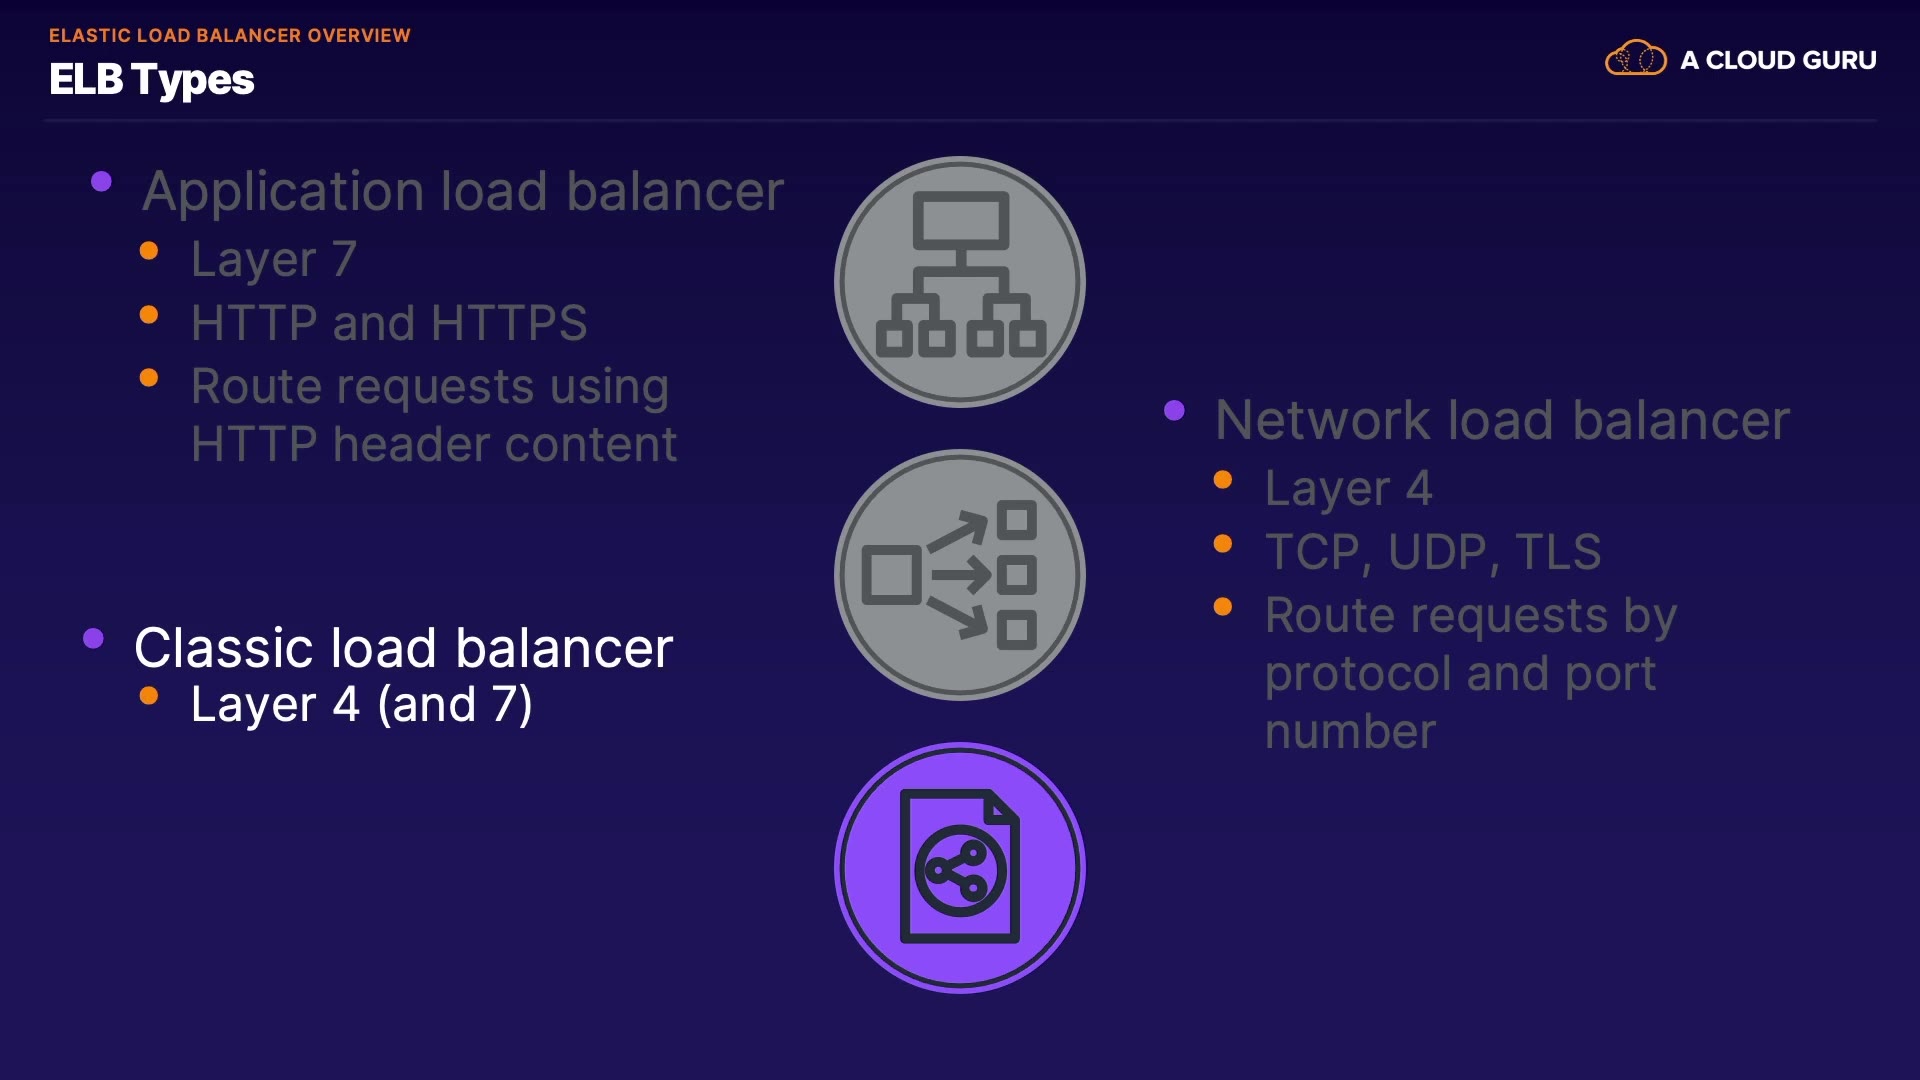 ELASTIC LOAD BALANCER OVERVIEW
ELB Types
A CLOUD GURU
Application load balancer
Layer 7
HTTP and HTTPS
Route requests using
HTTP header content
Classic load balancer
Layer 4 (and 7)
Network load balancer
Layer 4
TCP, UDP, TLS
Route requests by
protocol and port
number